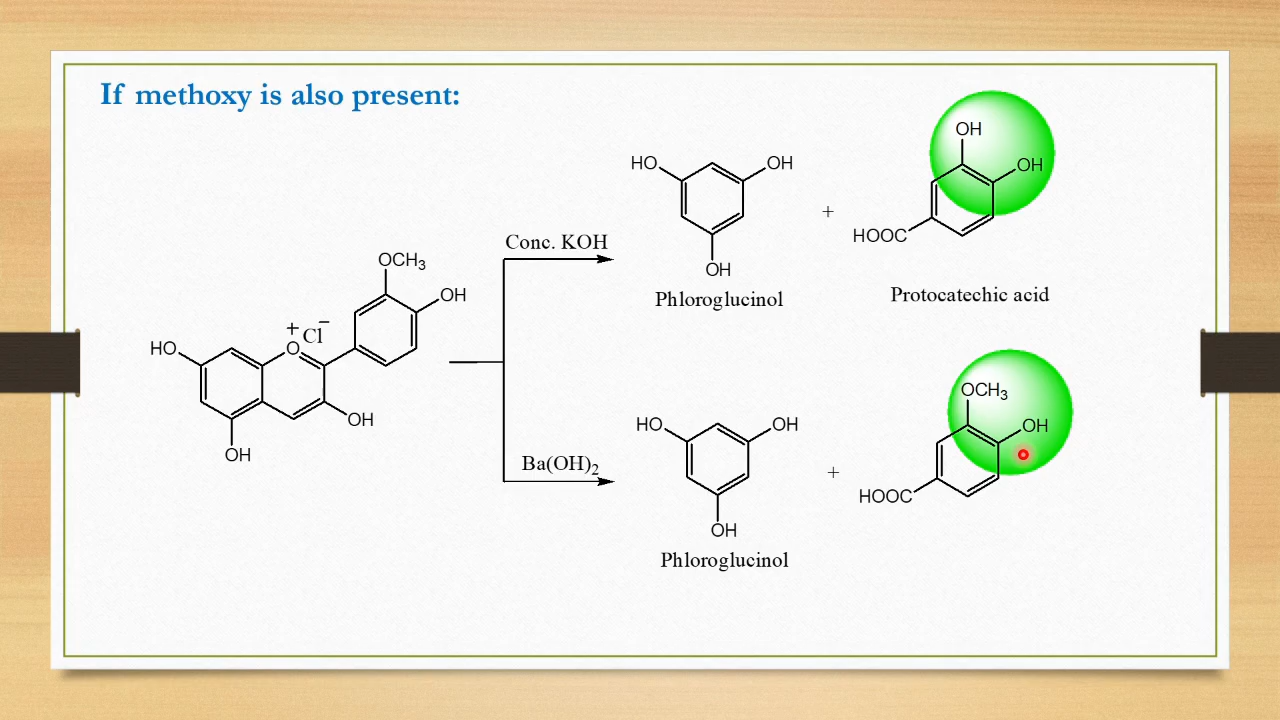 If methoxy is also present:
OH
HO
OH
OH
+
HOOC
Conc. KOH
OH
OCH₃
Phloroglucinol
Protocatechic acid
OH
+
Cl⁻
HO
O
OCH₃
OH
OH
HO
OH
OH
Ba(OH)₂
+
HOOC
OH
Phloroglucinol